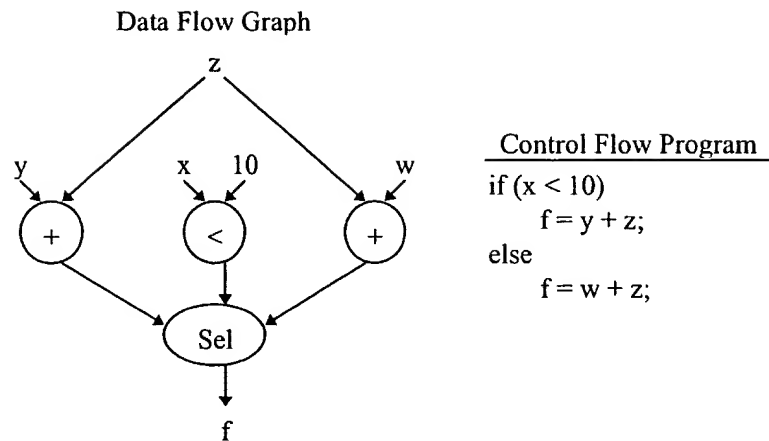 Data Flow Graph
z
y
x
10
w
+
<
+
Sel
f
Control Flow Program
if (x < 10)
f = y + z;
else
f = w + z;